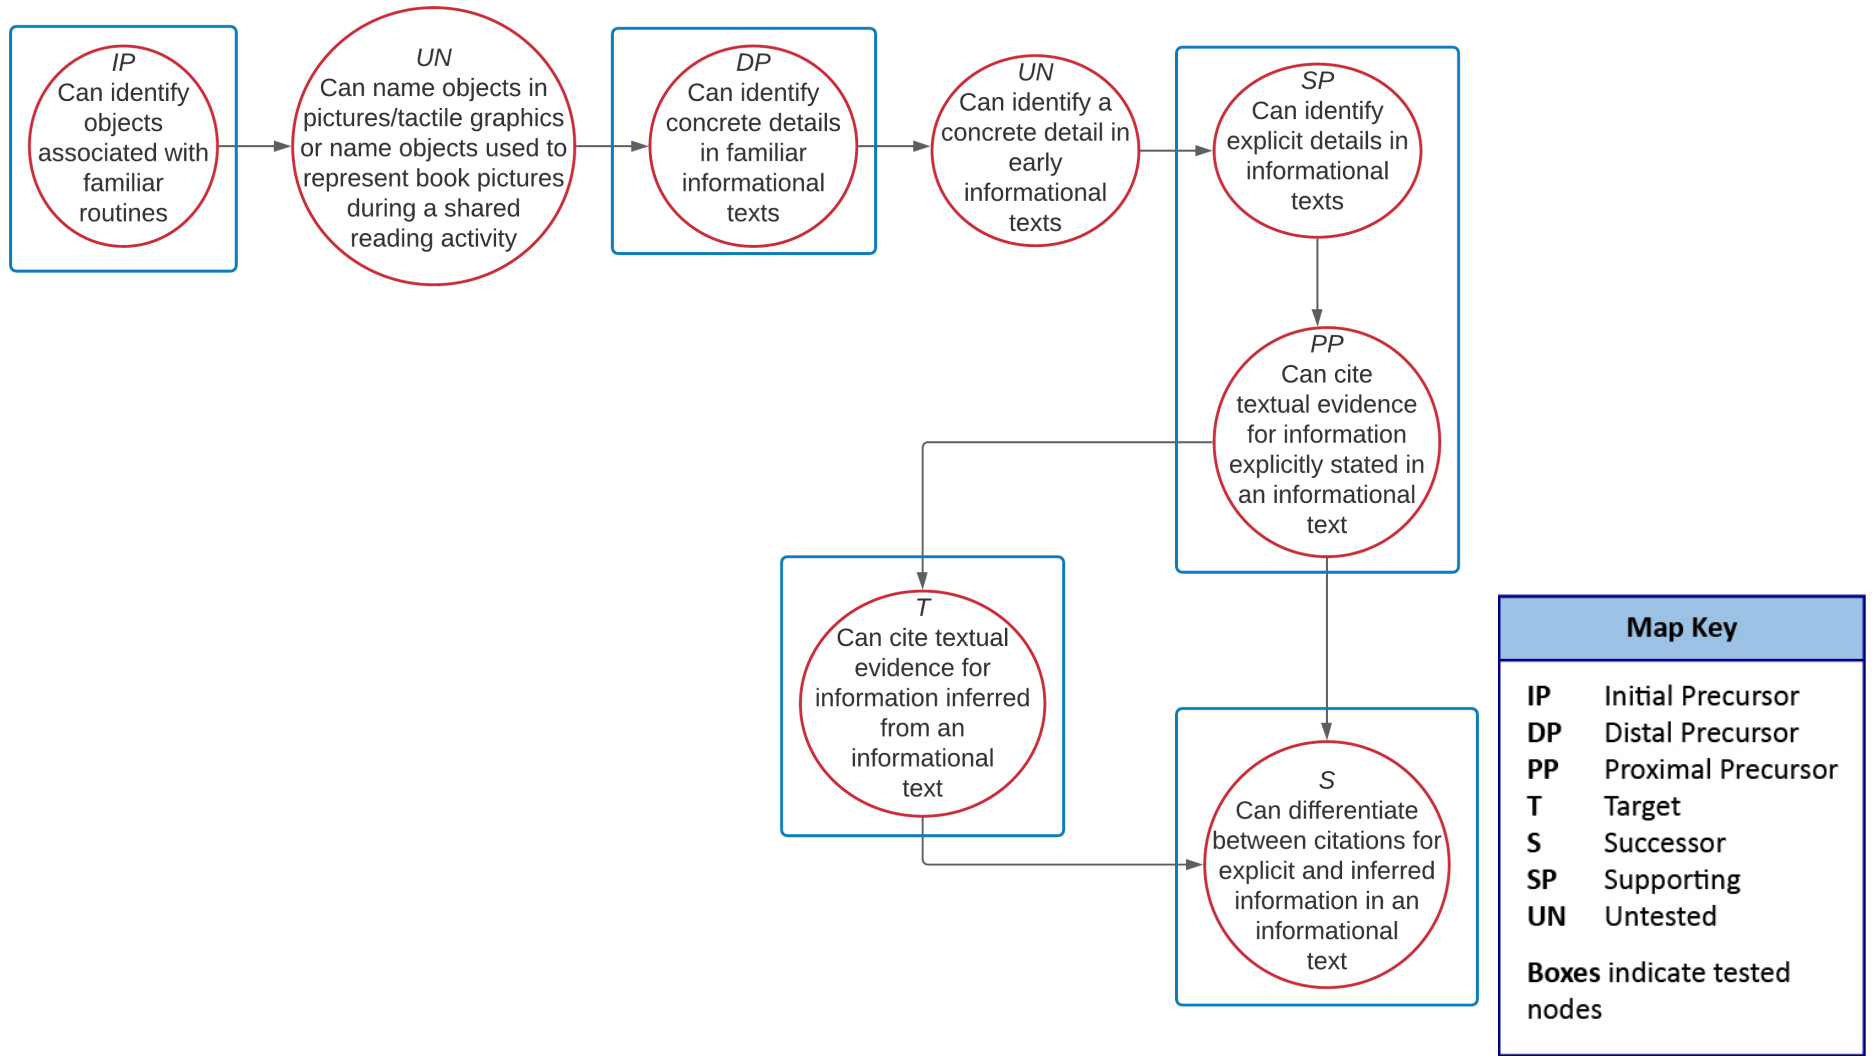 IP
Can identify
objects
associated with
familiar
routines
UN
Can name objects in
pictures/tactile graphics
or name objects used to
represent book pictures
during a shared
reading activity
DP
Can identify
concrete details
in familiar
informational
texts
UN
Can identify a
concrete detail in
early
informational
texts
SP
Can identify
explicit details in
informational
texts
PP
Can cite
textual evidence
for information
explicitly stated in
an informational
text
T
Can cite textual
evidence for
information inferred
from an
informational
text
S
Can differentiate
between citations for
explicit and inferred
information in an
informational
text
Map Key
IP Initial Precursor
DP Distal Precursor
PP Proximal Precursor
T Target
S Successor
SP Supporting
UN Untested
Boxes indicate tested
nodes